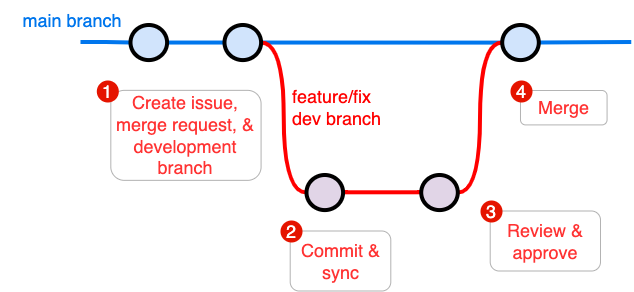 main branch
1
Create issue,
merge request, &
development
branch
feature/fix
dev branch
4
Merge
2
Commit &
sync
3
Review &
approve